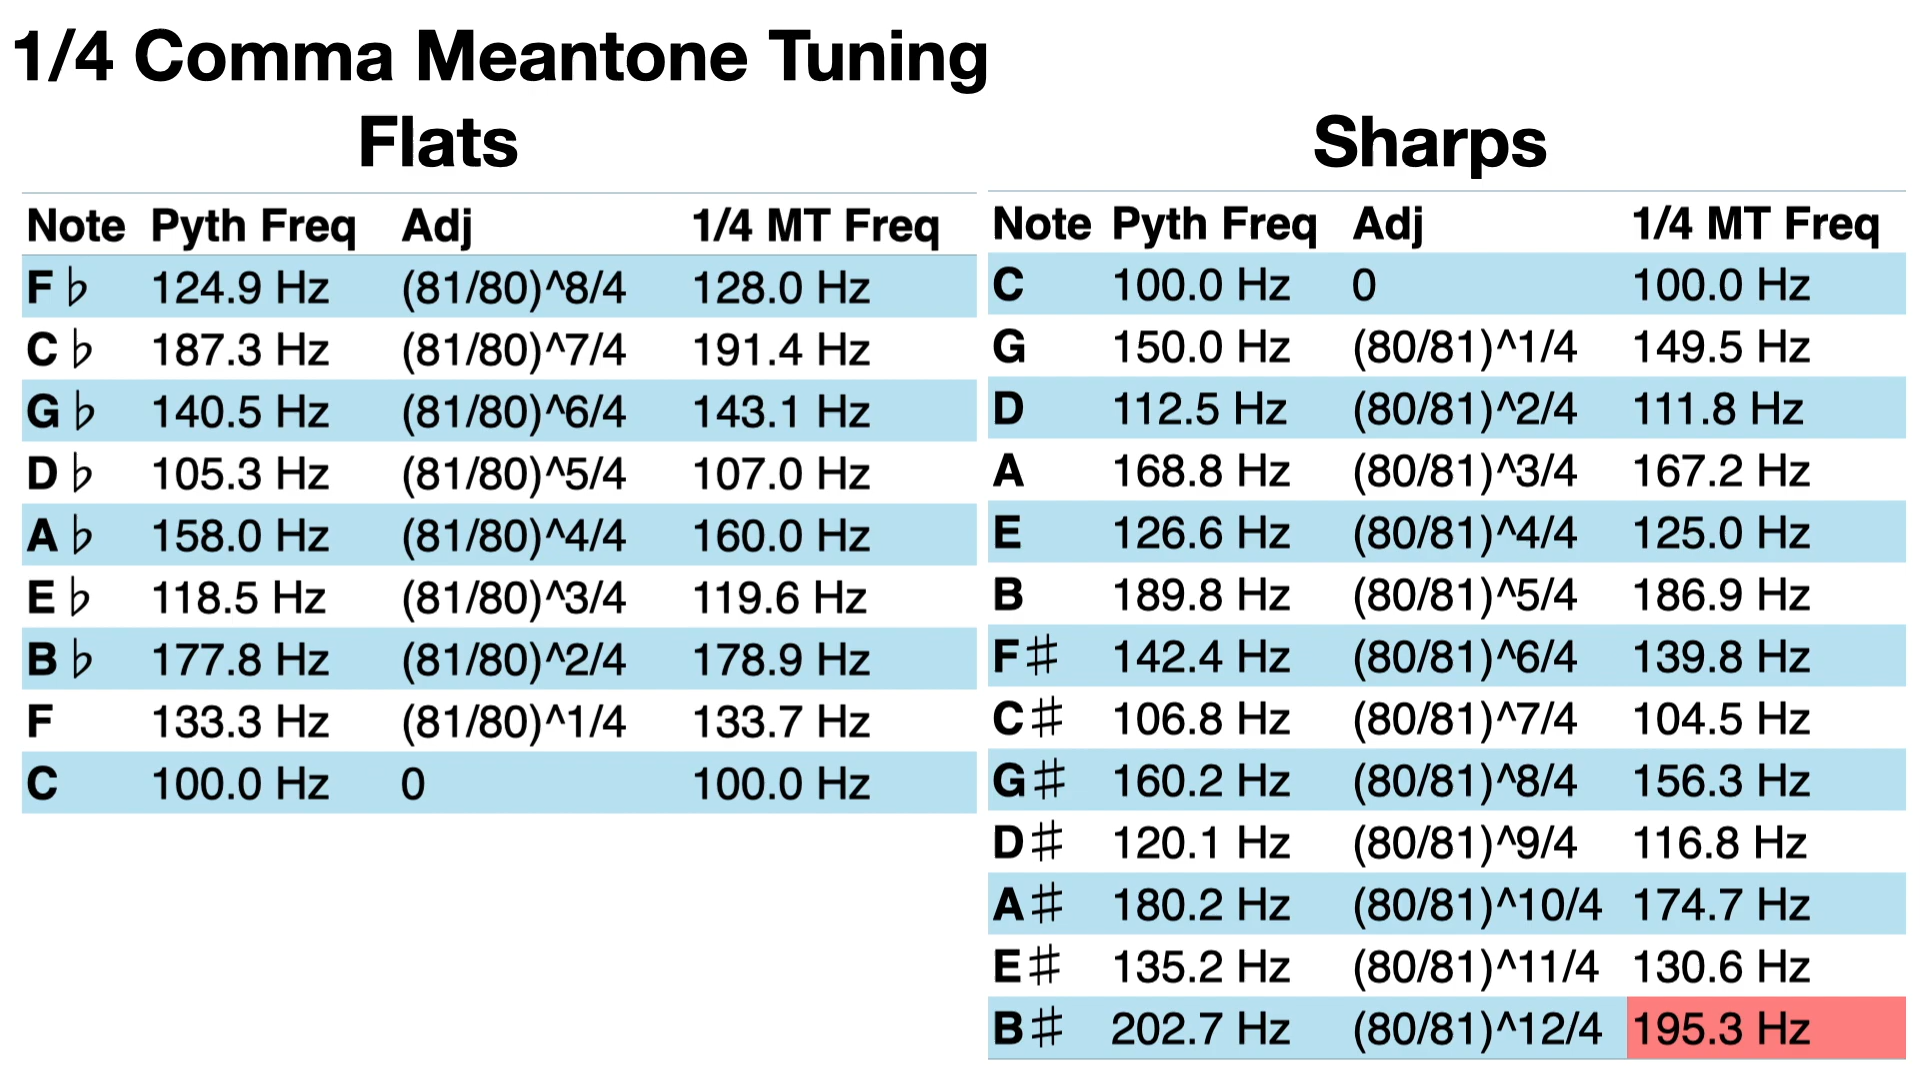 1/4 Comma Meantone Tuning
Flats
Note Pyth Freq Adj 1/4 MT Freq
F♭ 124.9 Hz (81/80)^8/4 128.0 Hz
C♭ 187.3 Hz (81/80)^7/4 191.4 Hz
G♭ 140.5 Hz (81/80)^6/4 143.1 Hz
D♭ 105.3 Hz (81/80)^5/4 107.0 Hz
A♭ 158.0 Hz (81/80)^4/4 160.0 Hz
E♭ 118.5 Hz (81/80)^3/4 119.6 Hz
B♭ 177.8 Hz (81/80)^2/4 178.9 Hz
F 133.3 Hz (81/80)^1/4 133.7 Hz
C 100.0 Hz 0 100.0 Hz
Sharps
Note Pyth Freq Adj 1/4 MT Freq
C 100.0 Hz 0 100.0 Hz
G 150.0 Hz (80/81)^1/4 149.5 Hz
D 112.5 Hz (80/81)^2/4 111.8 Hz
A 168.8 Hz (80/81)^3/4 167.2 Hz
E 126.6 Hz (80/81)^4/4 125.0 Hz
B 189.8 Hz (80/81)^5/4 186.9 Hz
F♯ 142.4 Hz (80/81)^6/4 139.8 Hz
C♯ 106.8 Hz (80/81)^7/4 104.5 Hz
G♯ 160.2 Hz (80/81)^8/4 156.3 Hz
D♯ 120.1 Hz (80/81)^9/4 116.8 Hz
A♯ 180.2 Hz (80/81)^10/4 174.7 Hz
E♯ 135.2 Hz (80/81)^11/4 130.6 Hz
B♯ 202.7 Hz (80/81)^12/4 195.3 Hz